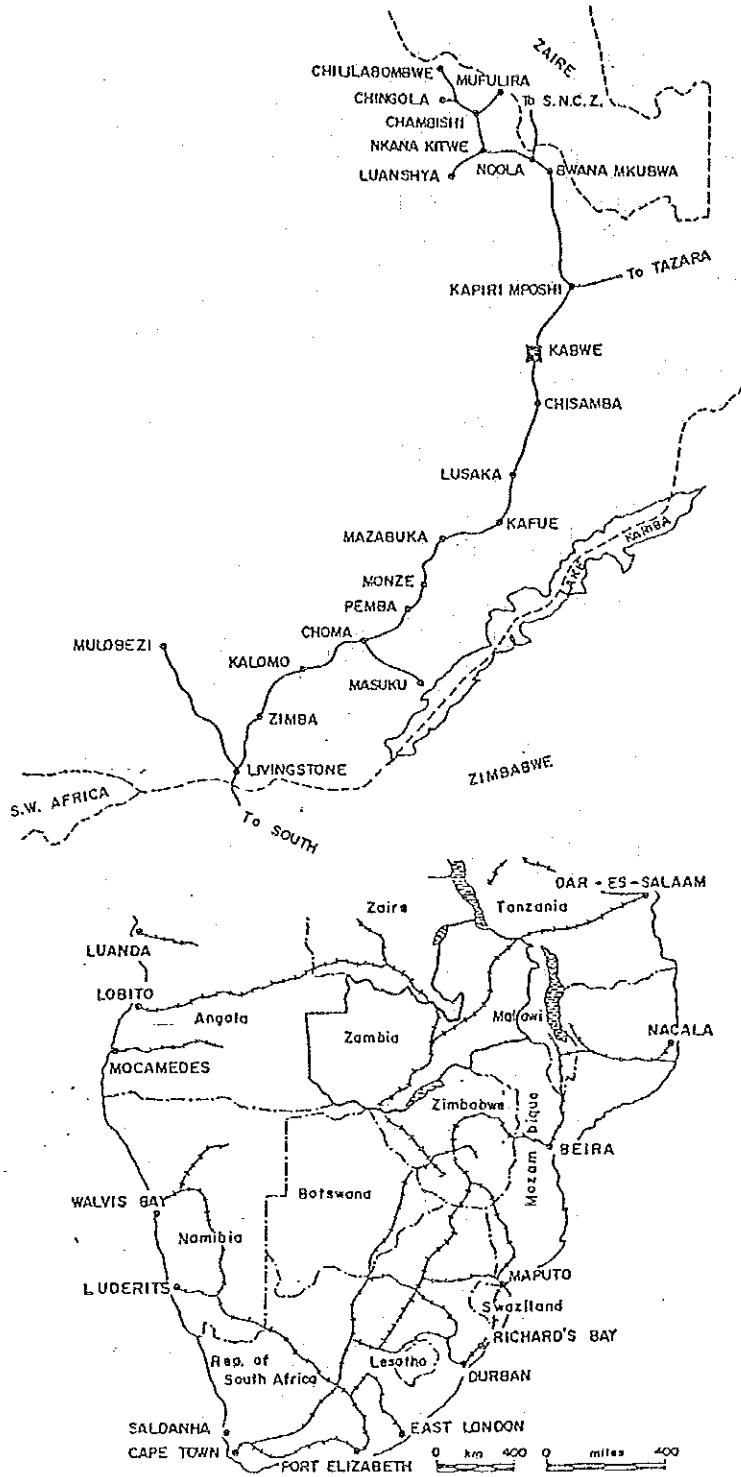 ZAIRE
CHILILABOMBWE
MUFULIRA
CHINGOLA
To S.N.C.Z.
CHAMBISHI
NKANA KITWE
NDOLA
BWANA MKUBWA
LUANSHYA
To TAZARA
KAPIRI MPOSHI
KABWE
CHISAMBA
LUSAKA
KAFUE
MAZABUKA
LAKE KARIBA
MONZE
PEMBA
CHOMA
MULOBEZI
KALOMO
MASUKU
ZIMBA
LIVINGSTONE
ZIMBABWE
S.W. AFRICA
To SOUTH
DAR-ES-SALAAM
Zaire
Tanzania
LUANDA
LOBITO
Angola
Malawi
Zambia
NACALA
MOCAMEDES
Zimbabwe
Mozambique
BEIRA
Botswana
WALVIS BAY
Namibia
LUDERITS
MAPUTO
Swaziland
RICHARD'S BAY
Rep. of
South Africa
Lesotho
DURBAN
SALDANHA
EAST LONDON
CAPE TOWN
PORT ELIZABETH
0 km 400 0 miles 400